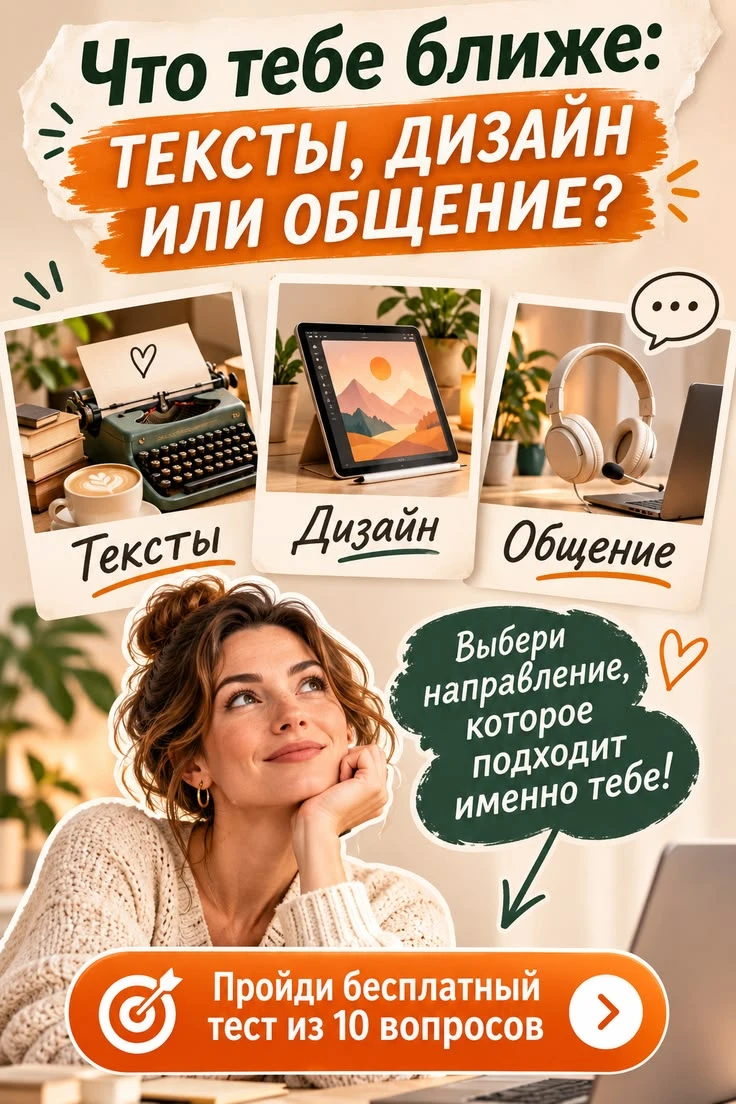 Что тебе ближе:
ТЕКСТЫ, ДИЗАЙН
ИЛИ ОБЩЕНИЕ?
Тексты
Дизайн
Общение
Выбери
направление,
которое
подходит
именно тебе!
Пройди бесплатный
тест из 10 вопросов